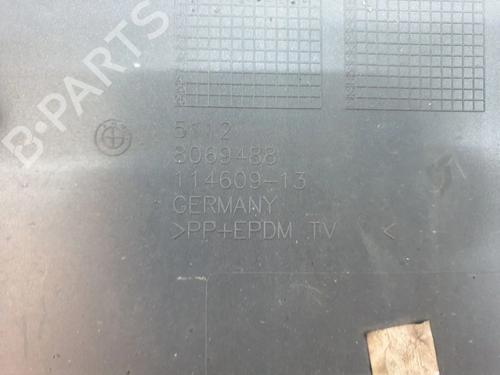 B-PARTS
5112
8069488
114609-13
GERMANY
>PP+EPDM TV <